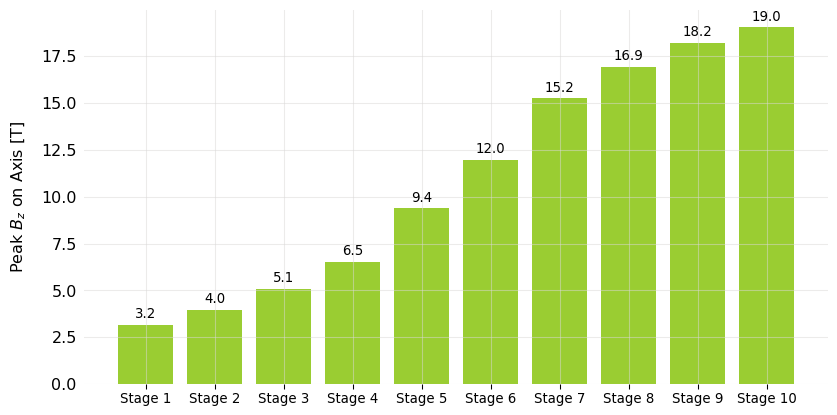 Peak B_z on Axis [T]
17.5
15.0
12.5
10.0
7.5
5.0
2.5
0.0
3.2
4.0
5.1
6.5
9.4
12.0
15.2
16.9
18.2
19.0
Stage 1
Stage 2
Stage 3
Stage 4
Stage 5
Stage 6
Stage 7
Stage 8
Stage 9
Stage 10